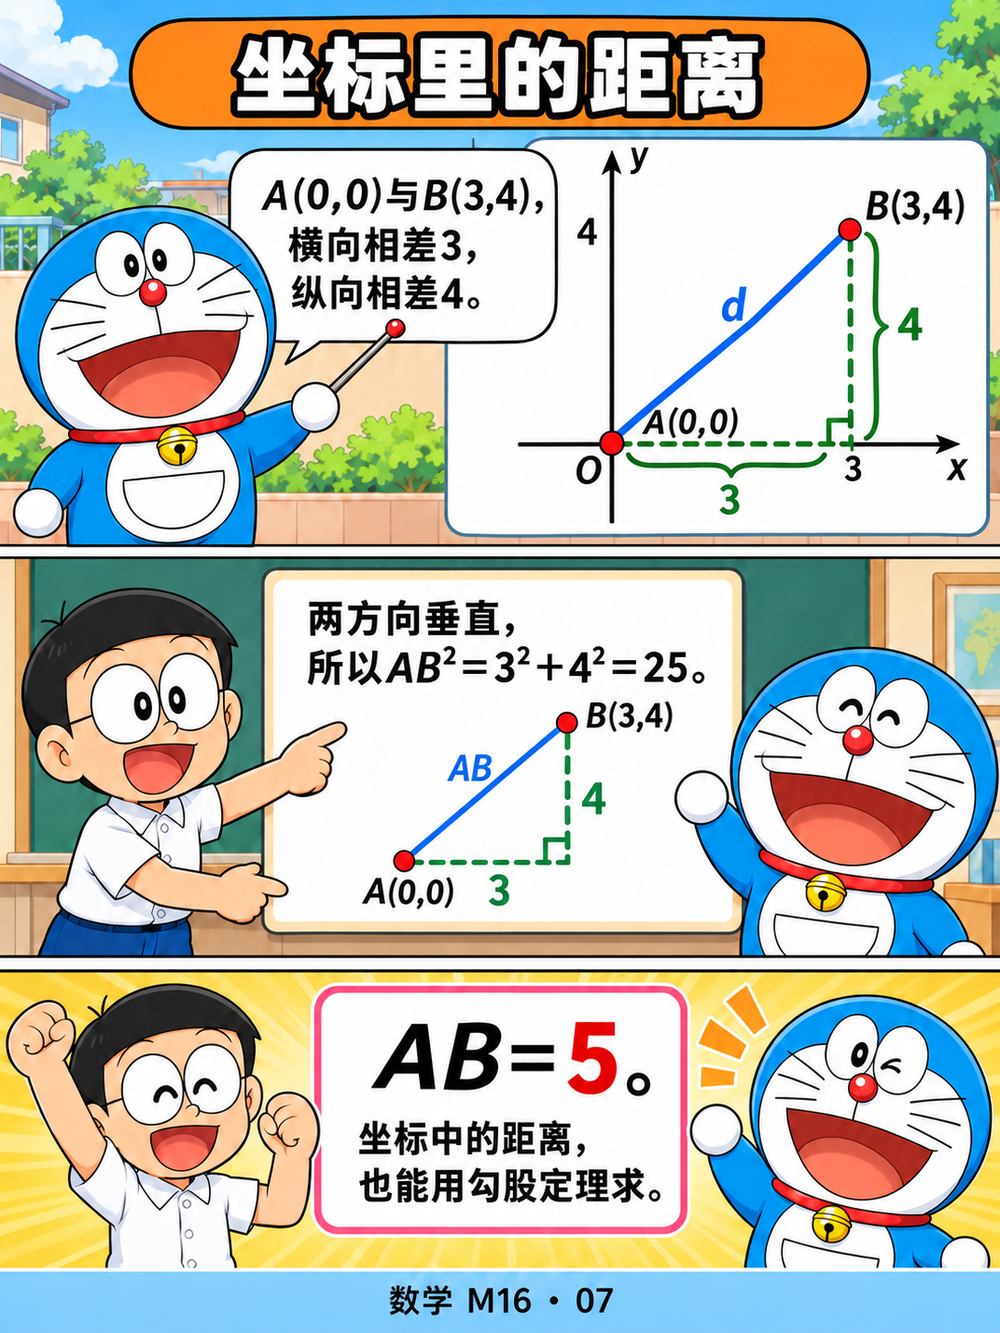 坐标里的距离
A(0,0)与B(3,4),
横向相差3,
纵向相差4。
y
4
B(3,4)
d
4
A(0,0)
O
3
3
x
两方向垂直,
所以AB²=3²+4²=25。
B(3,4)
AB
4
A(0,0)
3
AB=5。
坐标中的距离,
也能用勾股定理求。
数学 M16・07